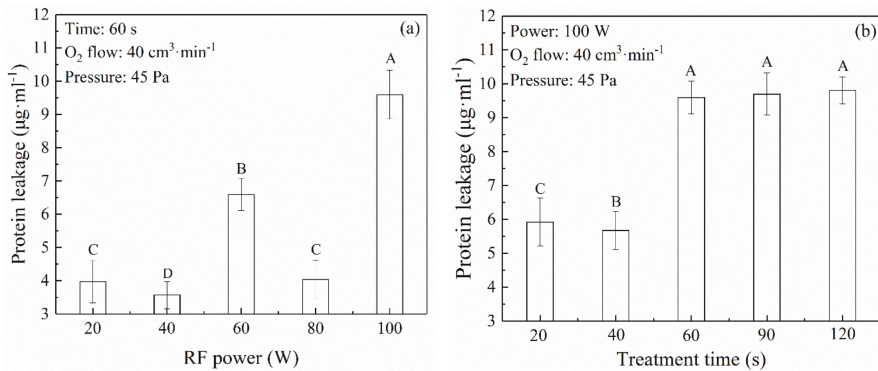 (a)
Time: 60 s
O₂ flow: 40 cm³·min⁻¹
Pressure: 45 Pa
Protein leakage (μg·ml⁻¹)
12
11
10
9
8
7
6
5
4
3
C
D
B
C
A
20 40 60 80 100
RF power (W)
(b)
Power: 100 W
O₂ flow: 40 cm³·min⁻¹
Pressure: 45 Pa
Protein leakage (μg·ml⁻¹)
12
11
10
9
8
7
6
5
4
3
C
B
A
A
A
20 40 60 90 120
Treatment time (s)